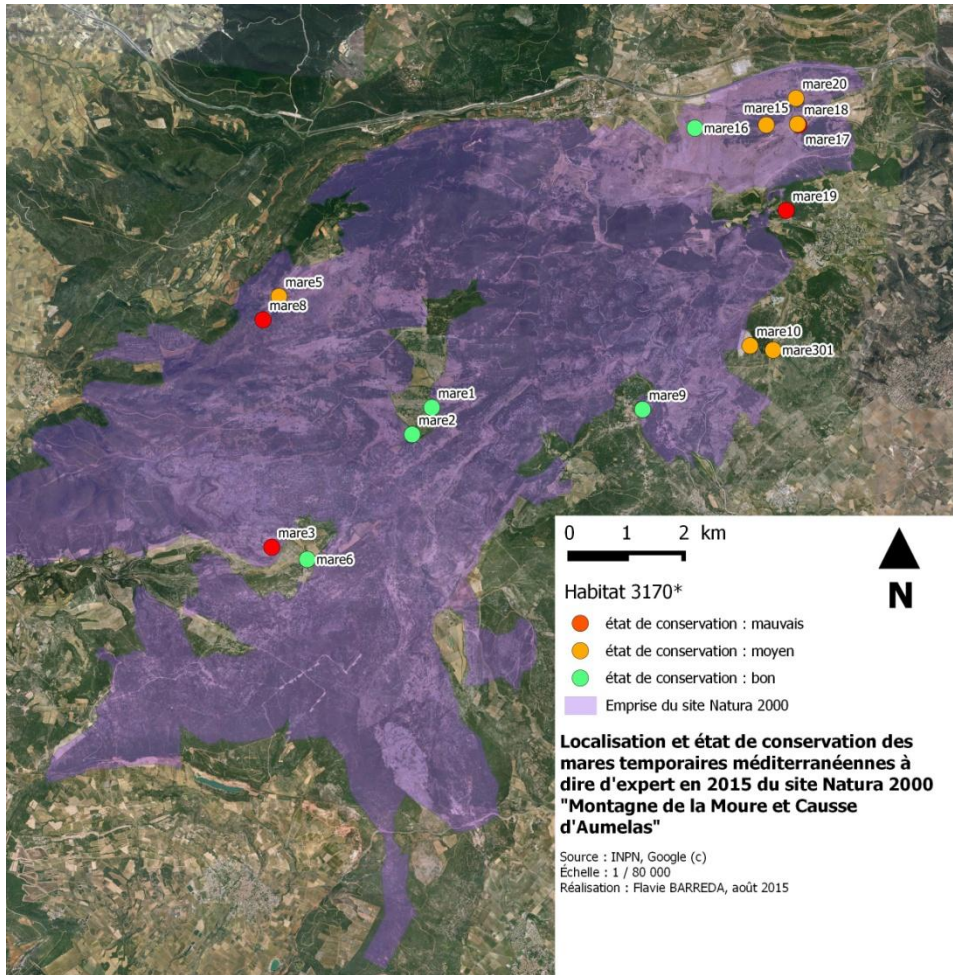 mare20
mare15
mare18
mare16
mare17
mare19
mare5
mare8
mare10
mare301
mare1
mare9
mare2
mare3
mare6
0 1 2 km
Habitat 3170*
état de conservation : mauvais
état de conservation : moyen
état de conservation : bon
Emprise du site Natura 2000
N
Localisation et état de conservation des
mares temporaires méditerranéennes à
dire d'expert en 2015 du site Natura 2000
"Montagne de la Moure et Causse
d'Aumelas"
Source : INPN, Google (c)
Échelle : 1 / 80 000
Réalisation : Flavie BARREDA, août 2015